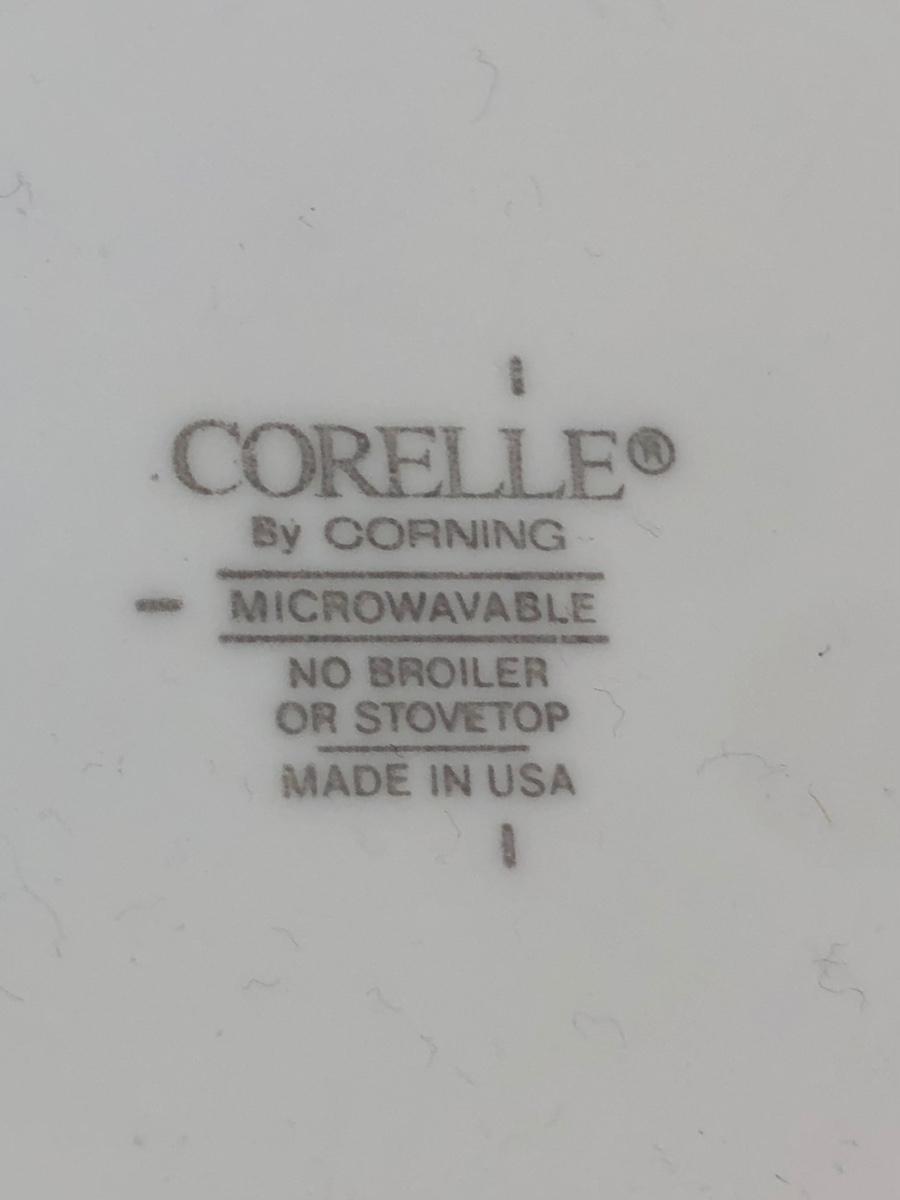 CORELLE®
By CORNING
MICROWAVABLE
NO BROILER
OR STOVETOP
MADE IN USA